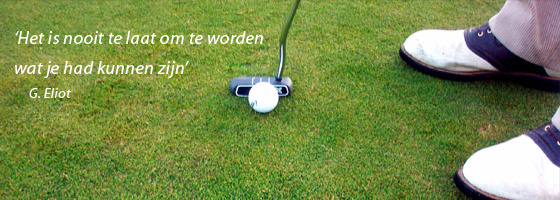 ‘Het is nooit te laat om te worden
wat je had kunnen zijn’
G. Eliot